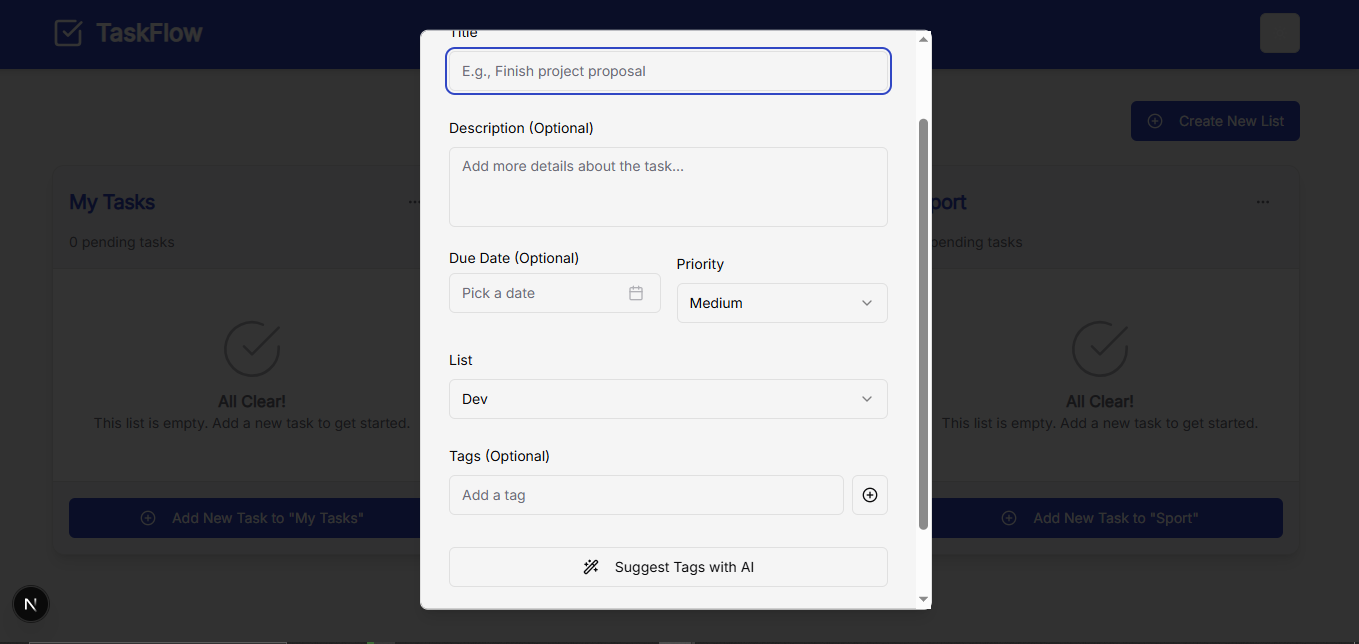 TaskFlow
Create New List
My Tasks
...
0 pending tasks
All Clear!
This list is empty. Add a new task to get started.
Add New Task to "My Tasks"
Title
E.g., Finish project proposal
Description (Optional)
Add more details about the task...
Due Date (Optional)
Pick a date
Priority
Medium
List
Dev
Tags (Optional)
Add a tag
Suggest Tags with AI
port
...
pending tasks
All Clear!
This list is empty. Add a new task to get started.
Add New Task to "Sport"
N